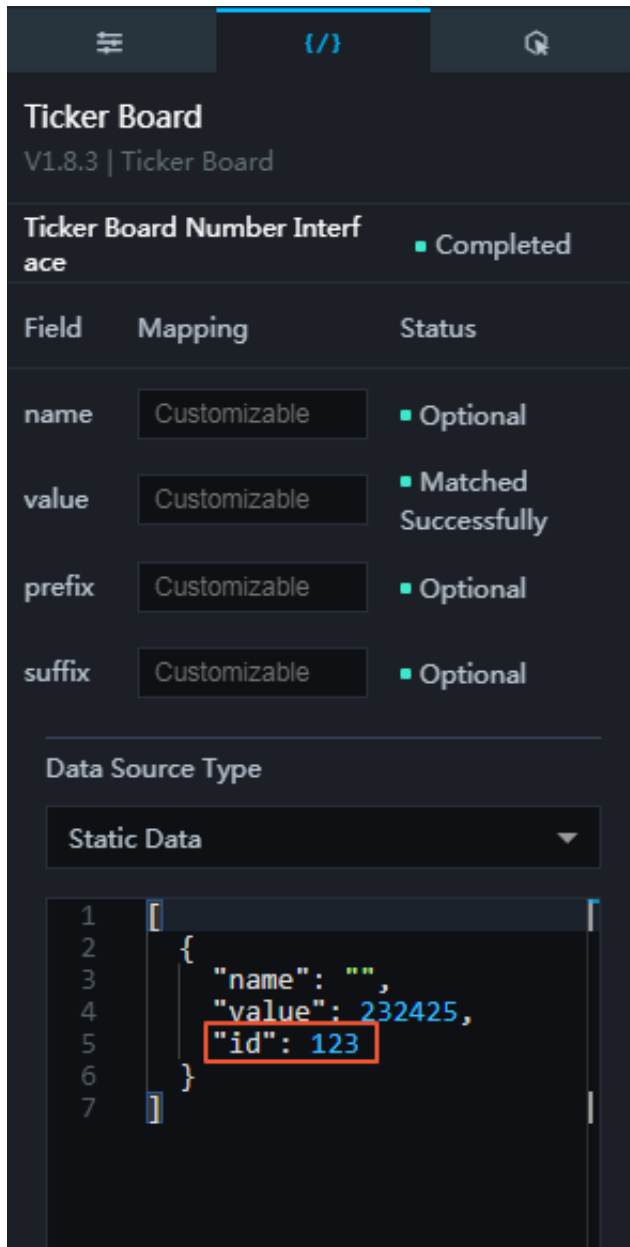 {/}
Ticker Board
V1.8.3 | Ticker Board
Ticker Board Number Interf
ace
Completed
Field Mapping Status
name Customizable Optional
value Customizable Matched
Successfully
prefix Customizable Optional
suffix Customizable Optional
Data Source Type
Static Data
1 [
2 {
3 "name": "",
4 "value": 232425,
5 "id": 123
6 }
7 ]